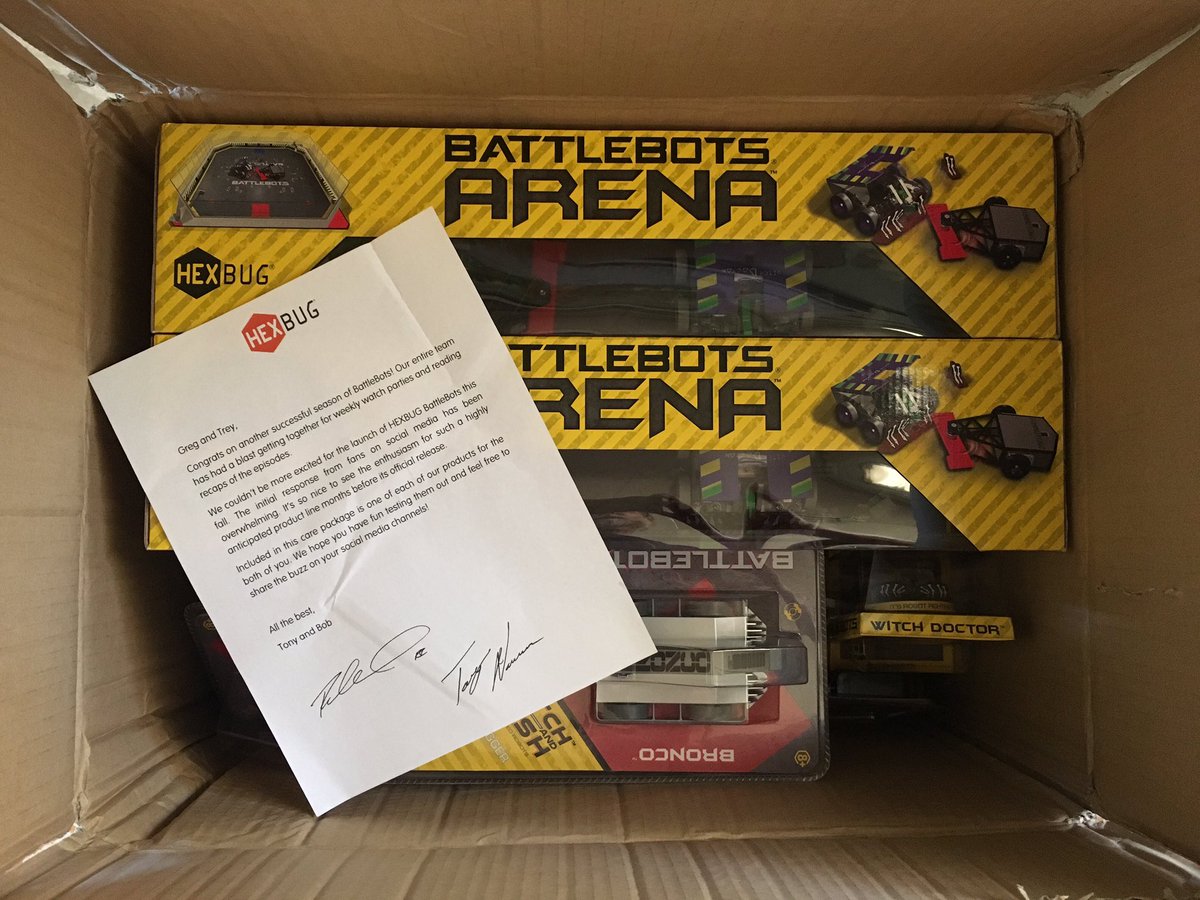 BATTLEBOTS
ARENA™
BATTLEBOTS
HEXBUG®
BATTLEBOTS
ARENA™
HEXBUG
Greg and Trey,
Congrats on another successful season of BattleBots! Our entire team
has had a blast getting together for weekly watch parties and reading
recaps of the episodes.
We couldn't be more excited for the launch of HEXBUG BattleBots this
fall. The initial response from fans on social media has been
overwhelming. It's so nice to see the enthusiasm for such a highly
anticipated product line months before its official release.
Included in this care package is one of each of our products for the
both of you. We hope you have fun testing them out and feel free to
share the buzz on your social media channels!
All the best,
Tony and Bob
BATTLEBOTS
BRONCO™
8+
WITCH DOCTOR™